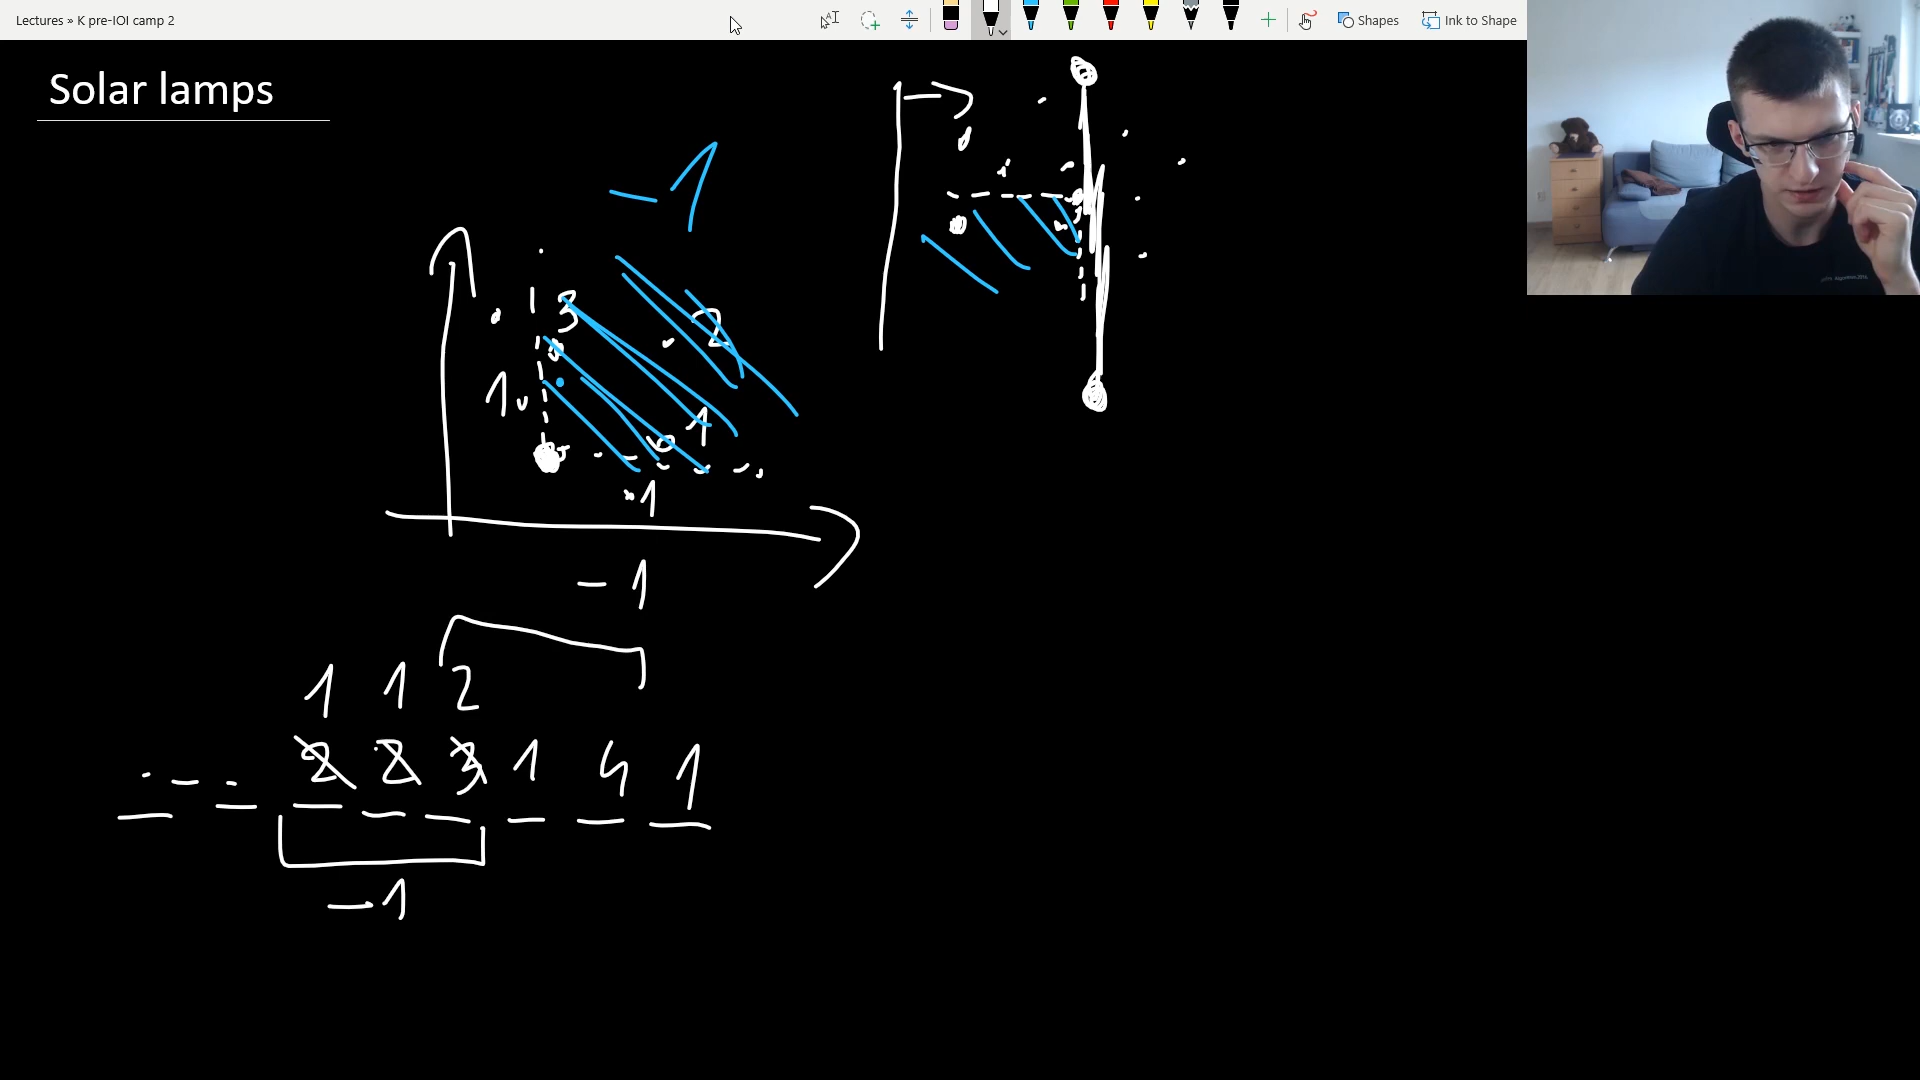 Lectures » K pre-IOI camp 2
Shapes
Ink to Shape
Solar lamps
-1
3
2
1
1
1
-1
1 1 2
2 2 3 1 4 1
-1